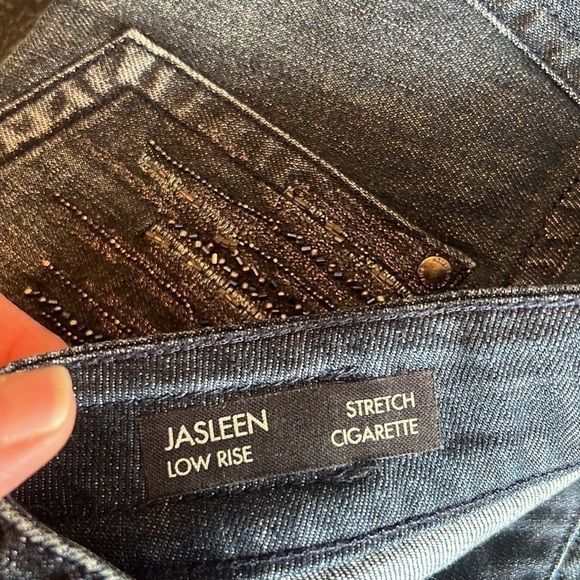 JASLEEN
LOW RISE
STRETCH
CIGARETTE